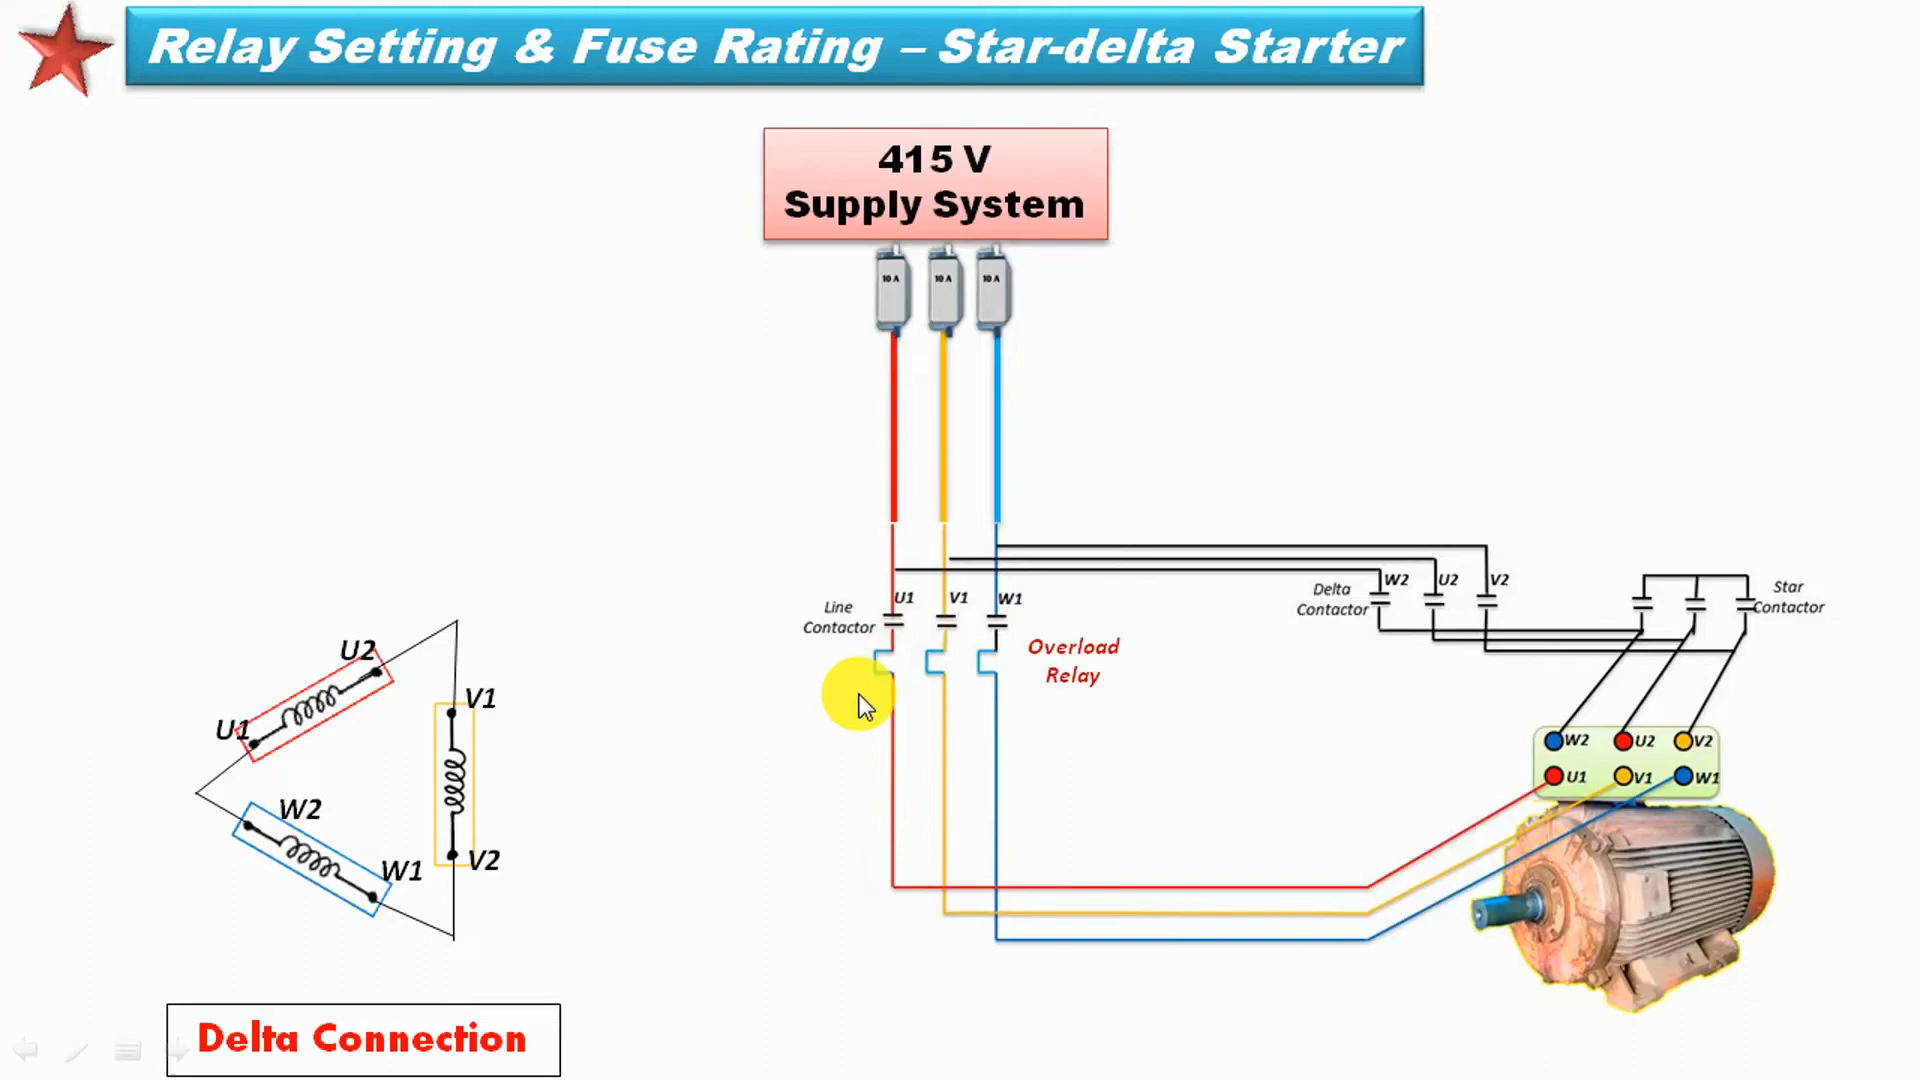 Relay Setting & Fuse Rating – Star-delta Starter
415 V
Supply System
10 A
10 A
10 A
U1
V1
W1
Line
Contactor
Overload
Relay
Delta
Contactor
W2
U2
V2
Star
Contactor
W2
U2
V2
U1
V1
W1
U2
U1
V1
W2
W1
V2
Delta Connection